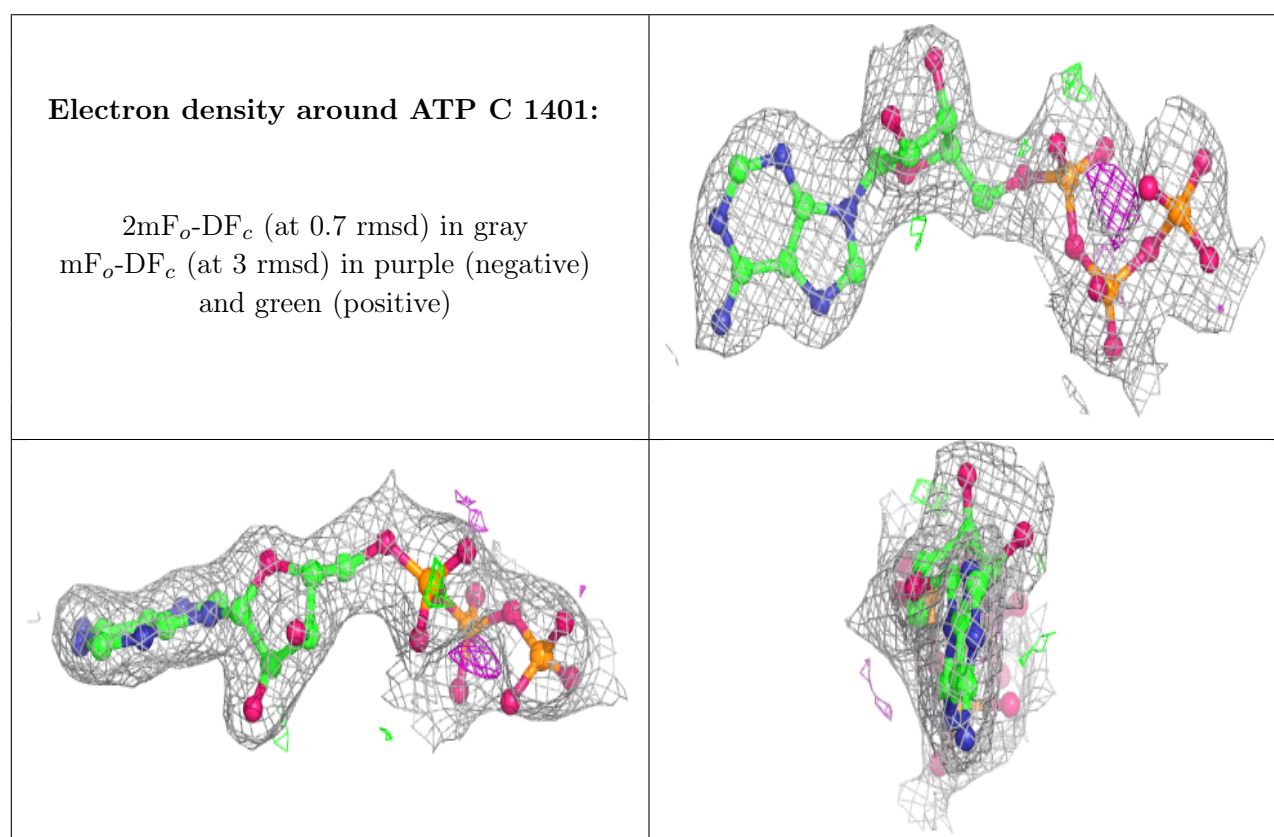 Electron density around ATP C 1401:
2mFₒ-DF𝒸 (at 0.7 rmsd) in gray
mFₒ-DF𝒸 (at 3 rmsd) in purple (negative)
and green (positive)